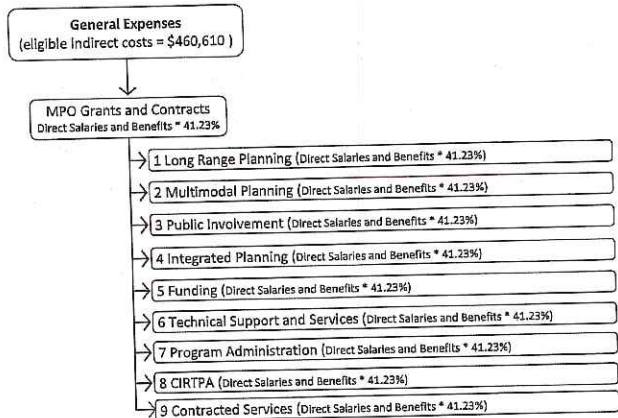 General Expenses
(eligible indirect costs = $460,610 )
MPO Grants and Contracts
Direct Salaries and Benefits * 41.23%
1 Long Range Planning (Direct Salaries and Benefits * 41.23%)
2 Multimodal Planning (Direct Salaries and Benefits * 41.23%)
3 Public Involvement (Direct Salaries and Benefits * 41.23%)
4 Integrated Planning (Direct Salaries and Benefits * 41.23%)
5 Funding (Direct Salaries and Benefits * 41.23%)
6 Technical Support and Services (Direct Salaries and Benefits * 41.23%)
7 Program Administration (Direct Salaries and Benefits * 41.23%)
8 CIRTPA (Direct Salaries and Benefits * 41.23%)
9 Contracted Services (Direct Salaries and Benefits * 41.23%)